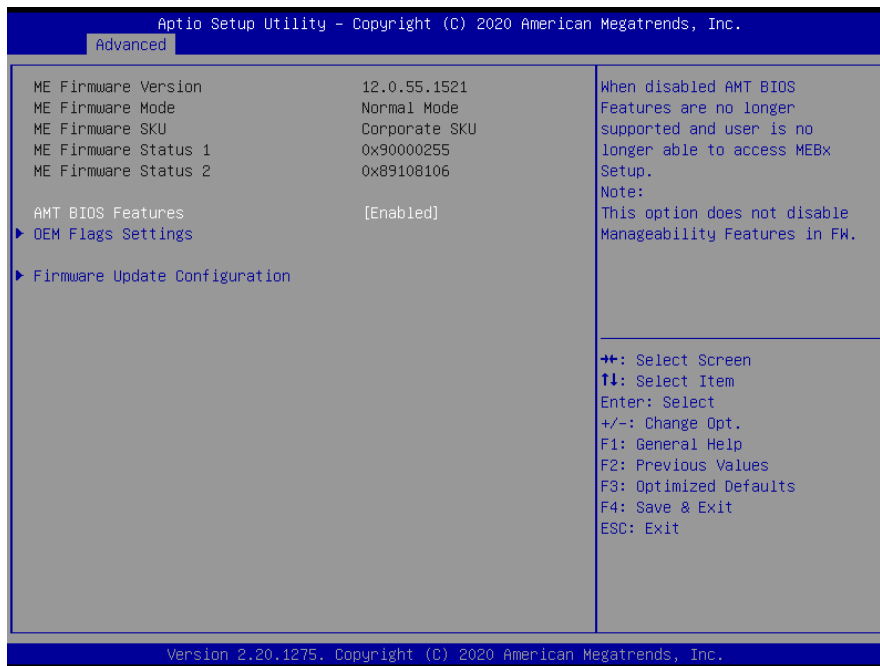 Aptio Setup Utility – Copyright (C) 2020 American Megatrends, Inc.
Advanced
ME Firmware Version 12.0.55.1521
ME Firmware Mode Normal Mode
ME Firmware SKU Corporate SKU
ME Firmware Status 1 0x90000255
ME Firmware Status 2 0x89108106
AMT BIOS Features [Enabled]
OEM Flags Settings
Firmware Update Configuration
When disabled AMT BIOS
Features are no longer
supported and user is no
longer able to access MEBx
Setup.
Note:
This option does not disable
Manageability Features in FW.
→←: Select Screen
↑↓: Select Item
Enter: Select
+/-: Change Opt.
F1: General Help
F2: Previous Values
F3: Optimized Defaults
F4: Save & Exit
ESC: Exit
Version 2.20.1275. Copyright (C) 2020 American Megatrends, Inc.